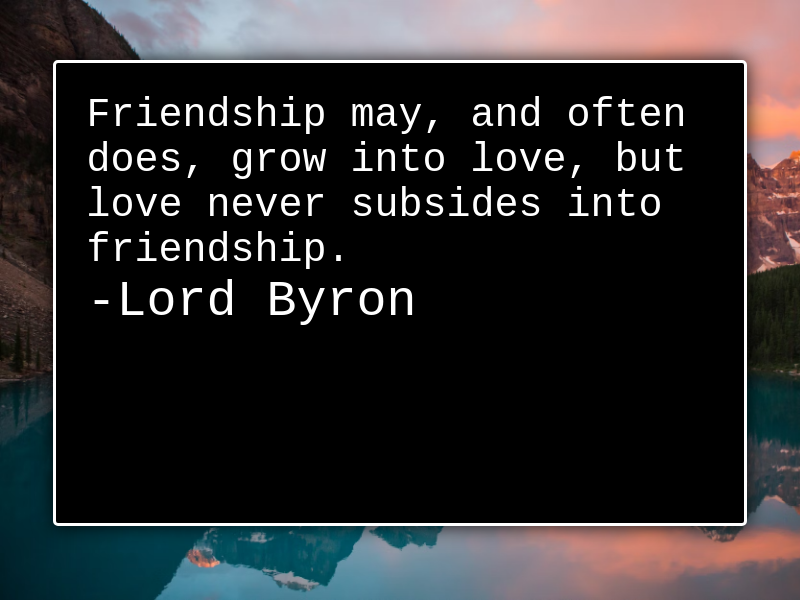 Friendship may, and often
does, grow into love, but
love never subsides into
friendship.
-Lord Byron